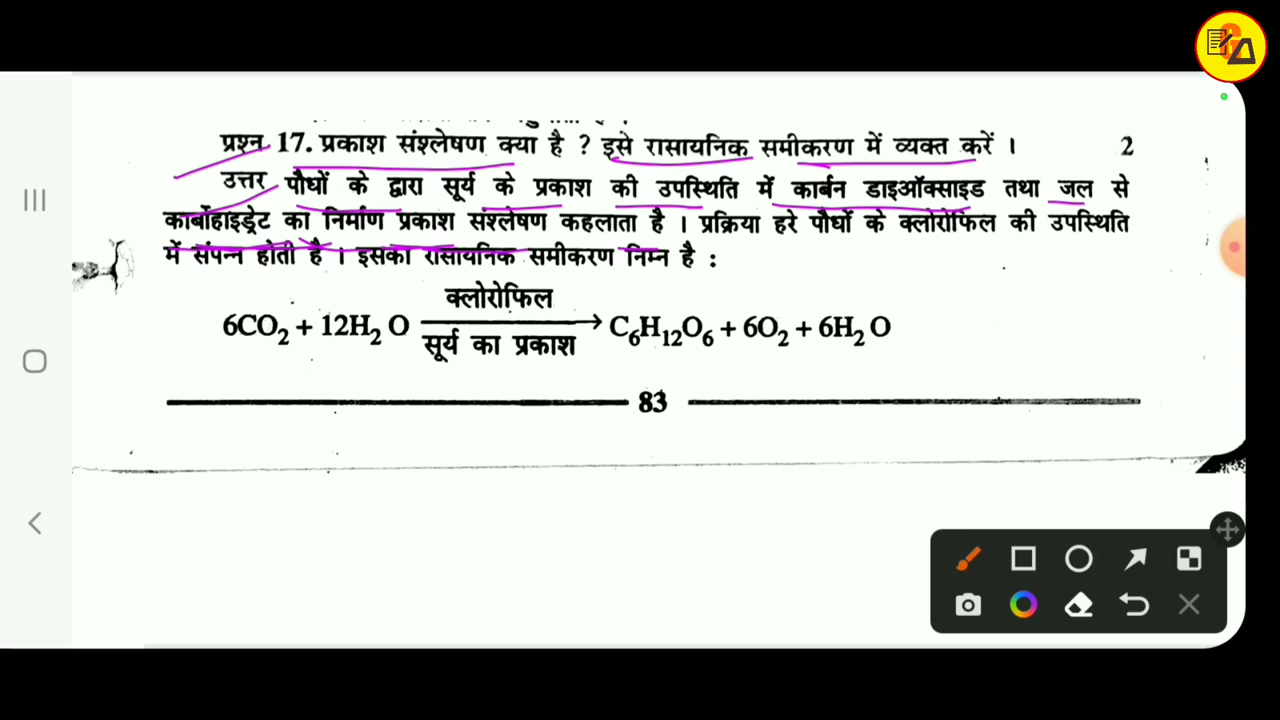 प्रश्न 17. प्रकाश संश्लेषण क्या है ? इसे रासायनिक समीकरण में व्यक्त करें । 2
उत्तर पौधों के द्वारा सूर्य के प्रकाश की उपस्थिति में कार्बन डाइऑक्साइड तथा जल से
कार्बोहाइड्रेट का निर्माण प्रकाश संश्लेषण कहलाता है । प्रक्रिया हरे पौधों के क्लोरोफिल की उपस्थिति
में संपन्न होती है । इसका रासायनिक समीकरण निम्न है :
क्लोरोफिल
6CO₂ + 12H₂O → C₆H₁₂O₆ + 6O₂ + 6H₂O
सूर्य का प्रकाश
83